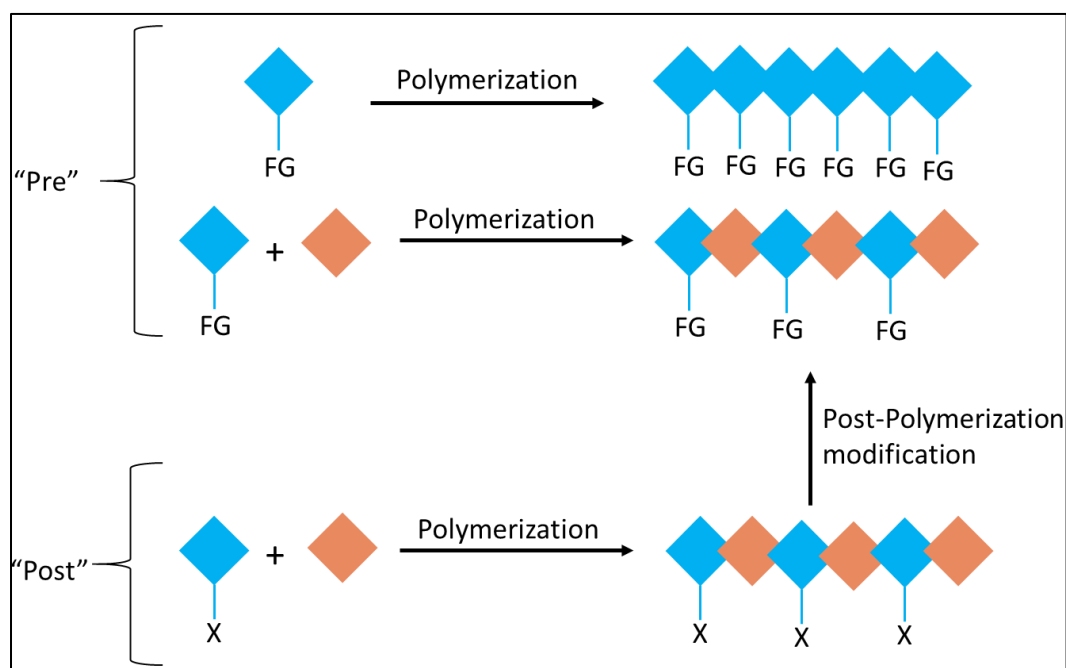 Polymerization
FG
FG FG FG FG FG FG
“Pre”
Polymerization
+
FG
FG FG FG
Post-Polymerization
modification
Polymerization
+
“Post”
X
X X X